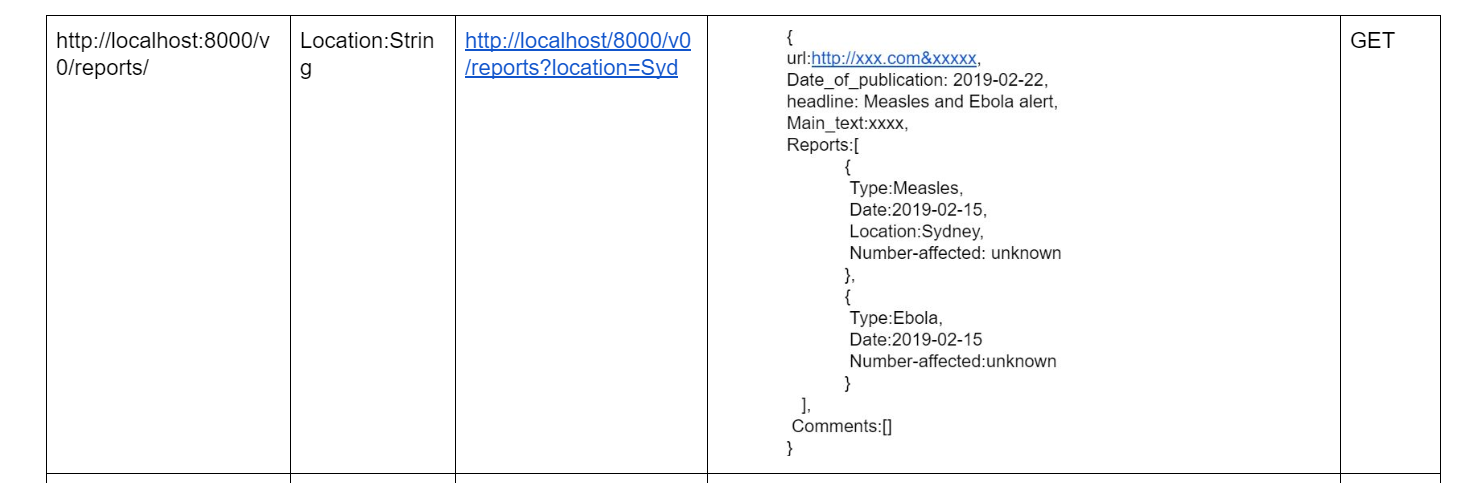 http://localhost:8000/v
0/reports/
Location:Strin
g
http://localhost/8000/v0
/reports?location=Syd
{
url:http://xxx.com&xxxxx,
Date_of_publication: 2019-02-22,
headline: Measles and Ebola alert,
Main_text:xxxx,
Reports:[
{
Type:Measles,
Date:2019-02-15,
Location:Sydney,
Number-affected: unknown
},
{
Type:Ebola,
Date:2019-02-15
Number-affected:unknown
}
],
Comments:[]
}
GET